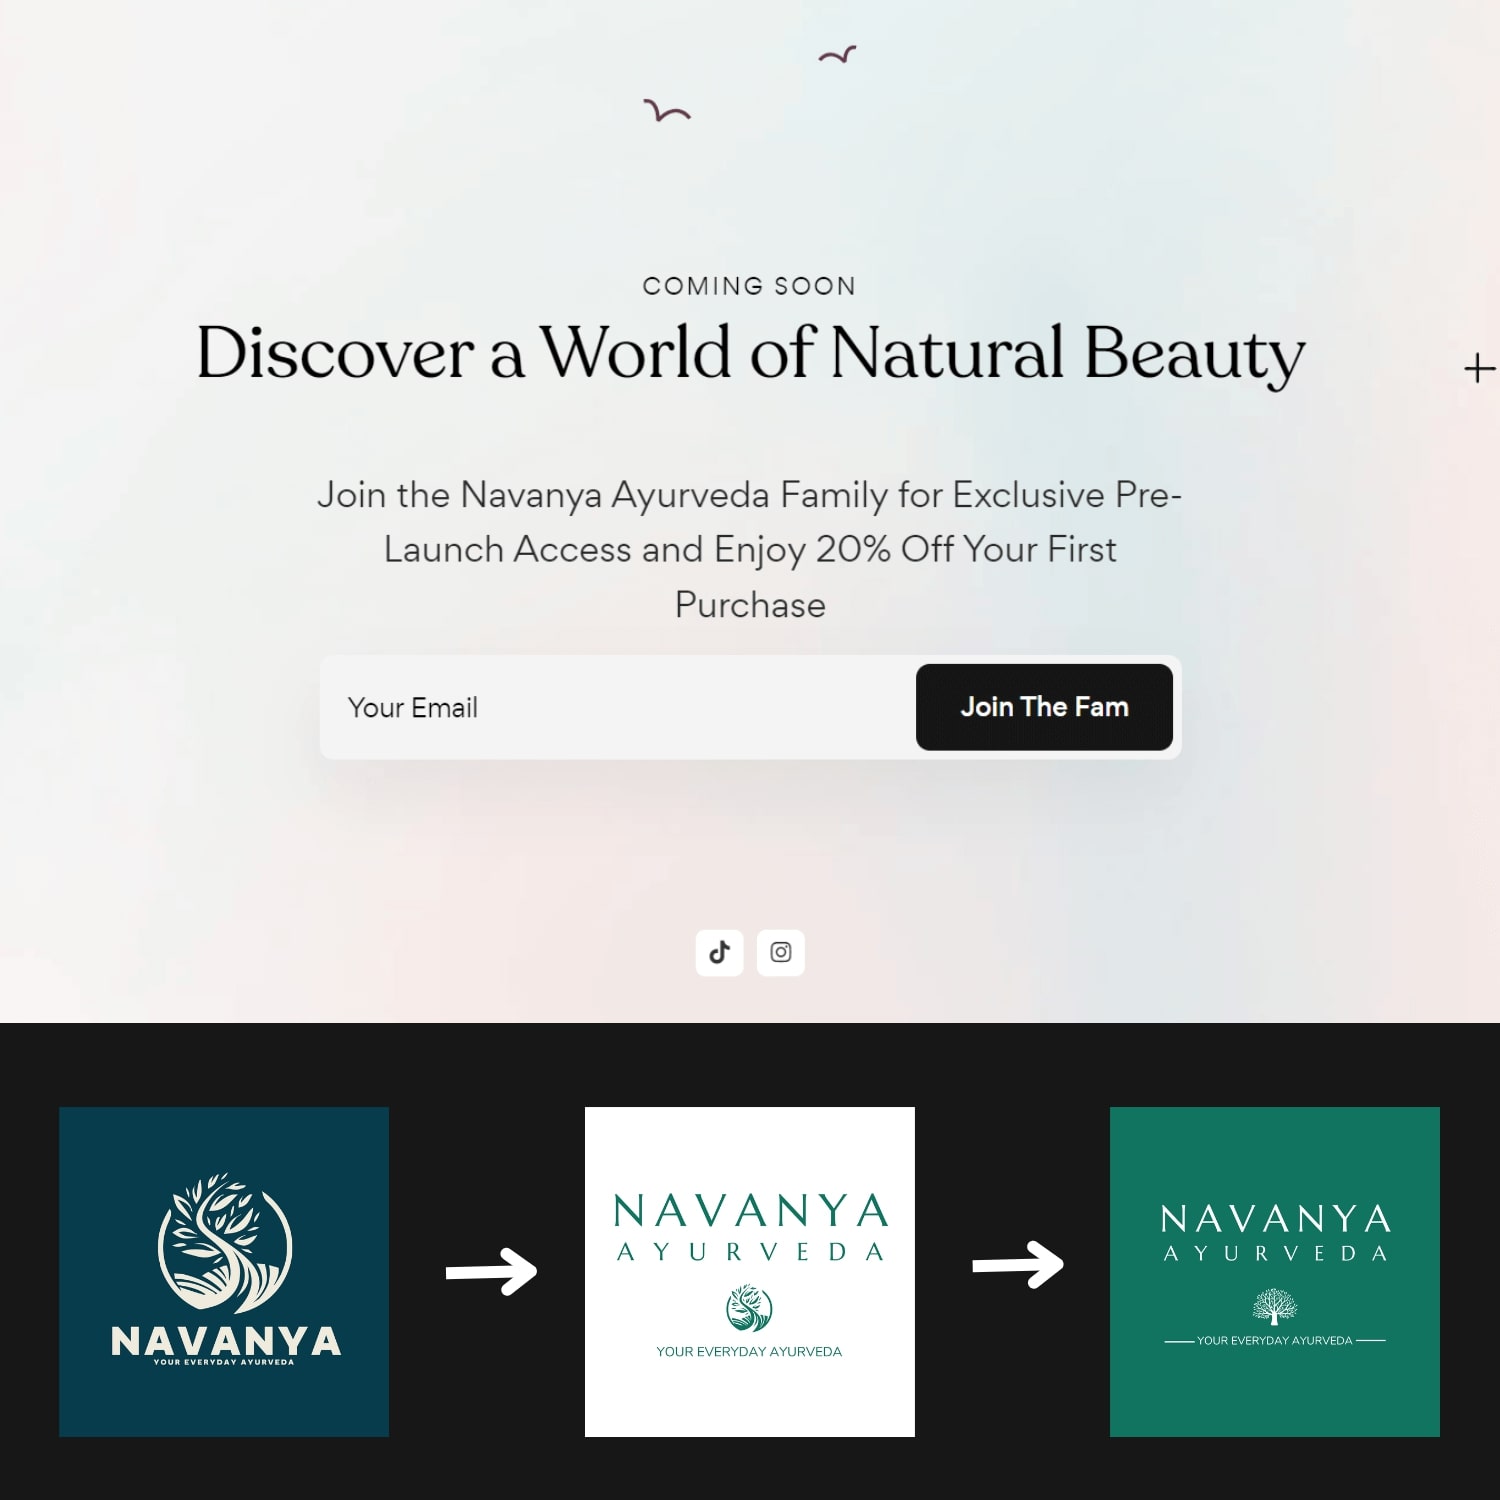 COMING SOON
Discover a World of Natural Beauty
Join the Navanya Ayurveda Family for Exclusive Pre-
Launch Access and Enjoy 20% Off Your First
Purchase
Your Email
Join The Fam
NAVANYA
YOUR EVERYDAY AYURVEDA
NAVANYA
AYURVEDA
YOUR EVERYDAY AYURVEDA
NAVANYA
AYURVEDA
YOUR EVERYDAY AYURVEDA